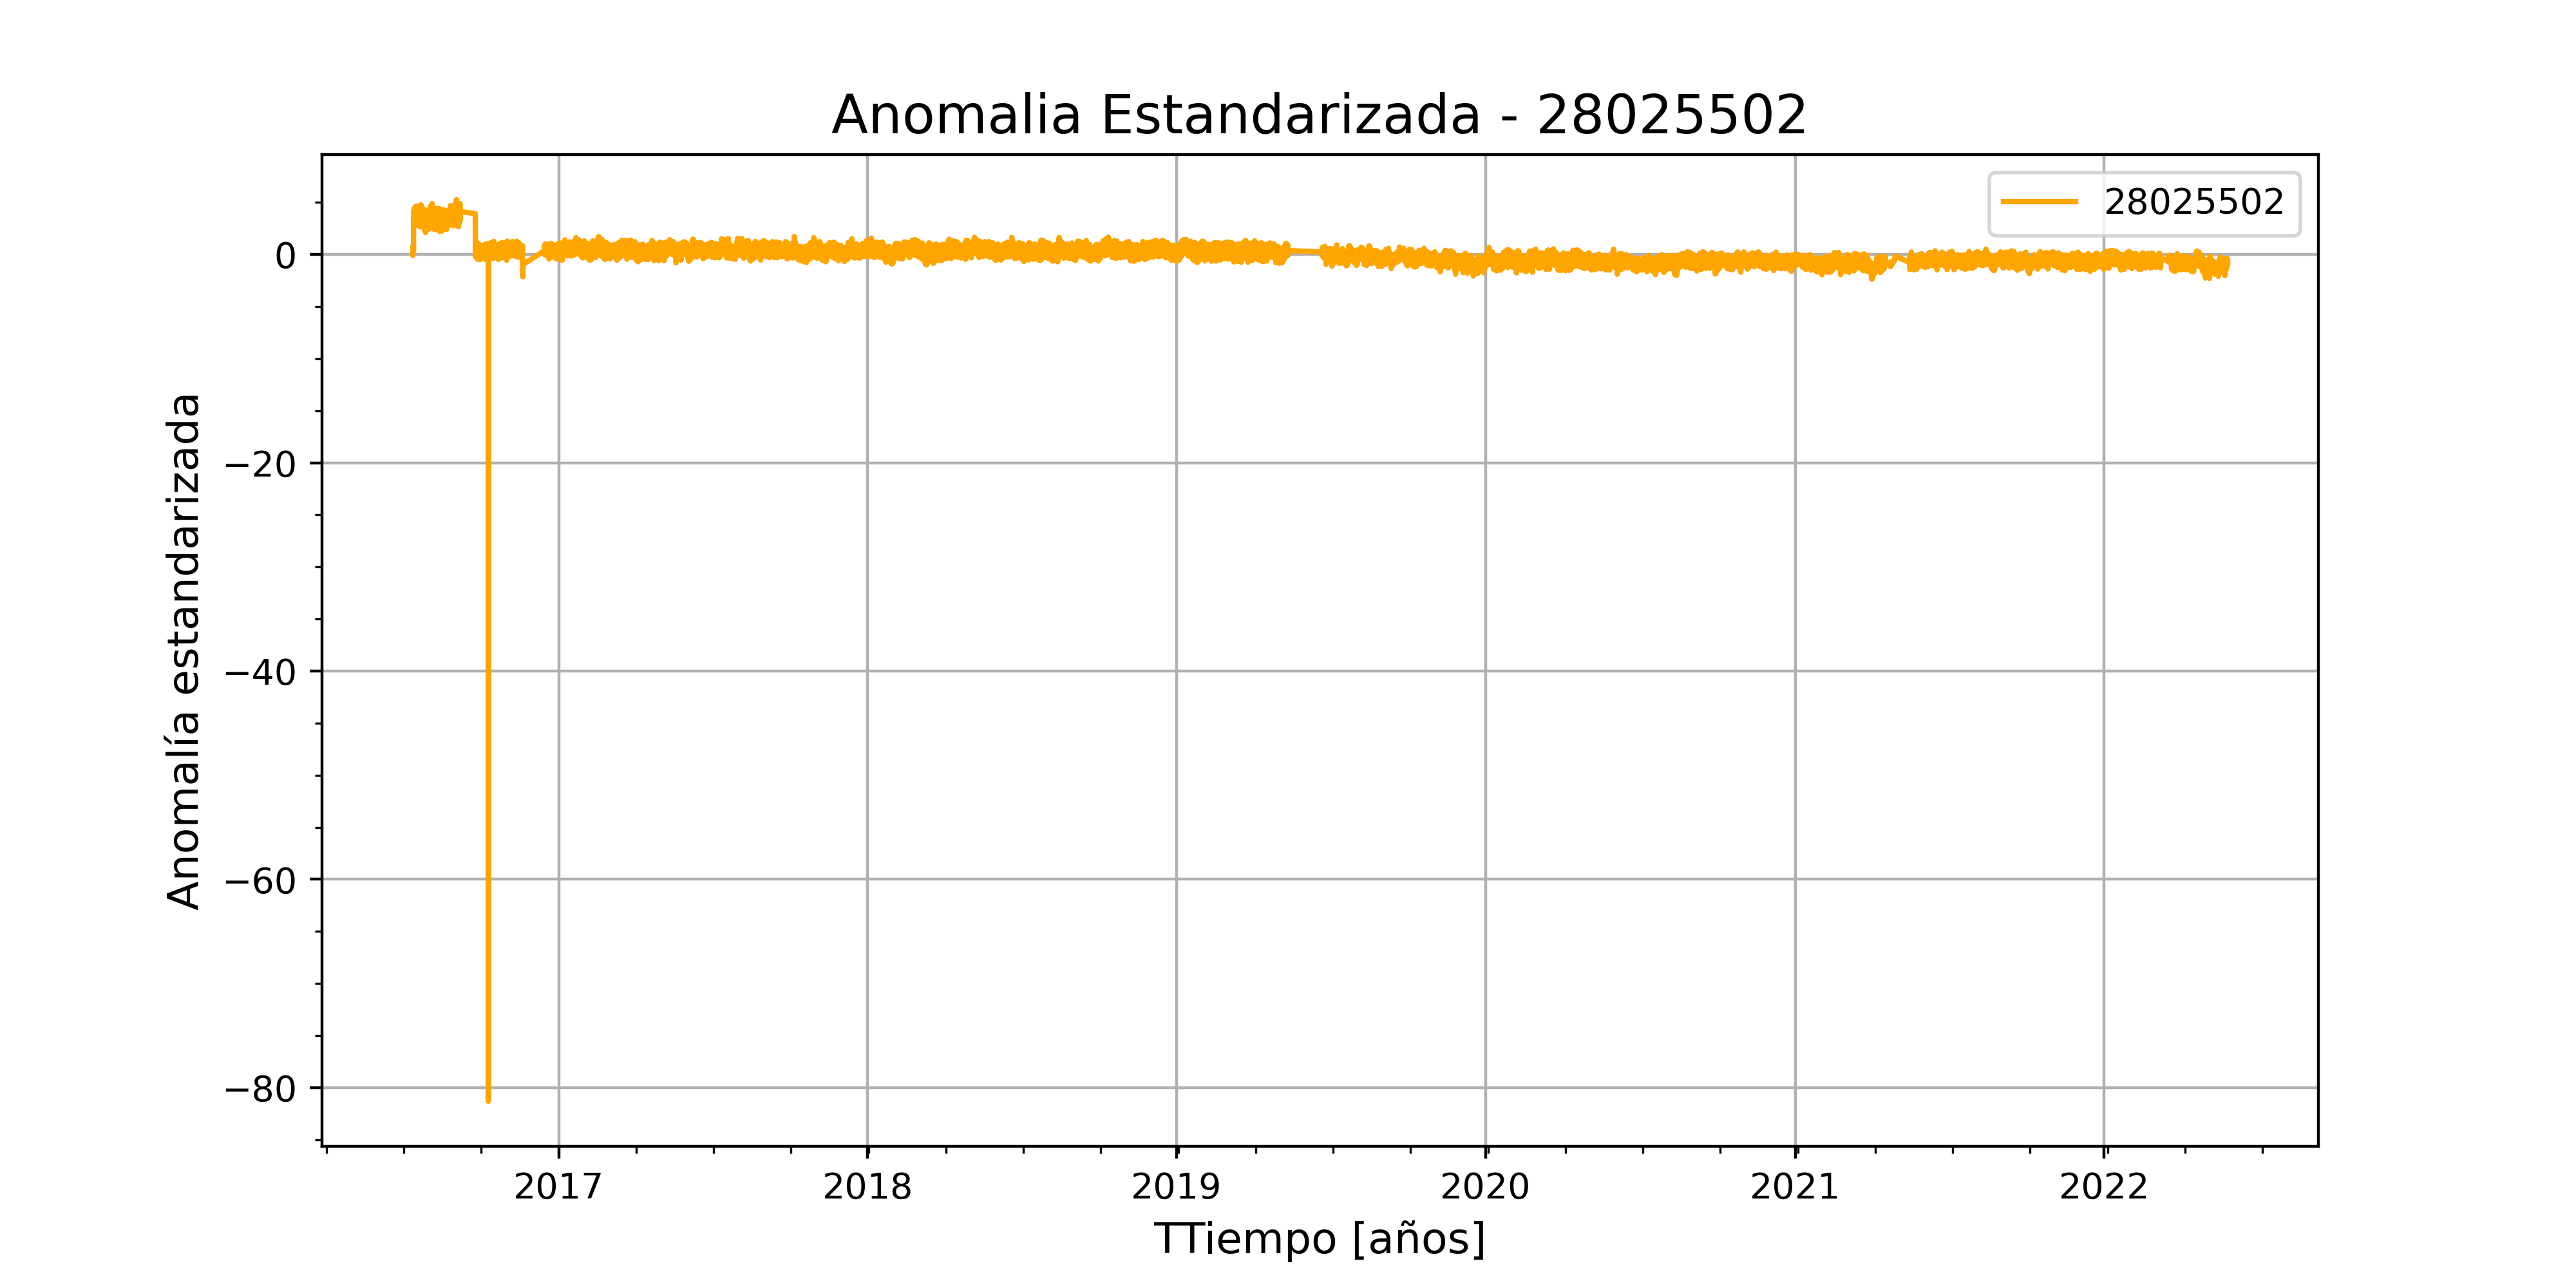 Anomalia Estandarizada - 28025502
28025502
Anomalía estandarizada
0
−20
−40
−60
−80
2017 2018 2019 2020 2021 2022
TTiempo [años]